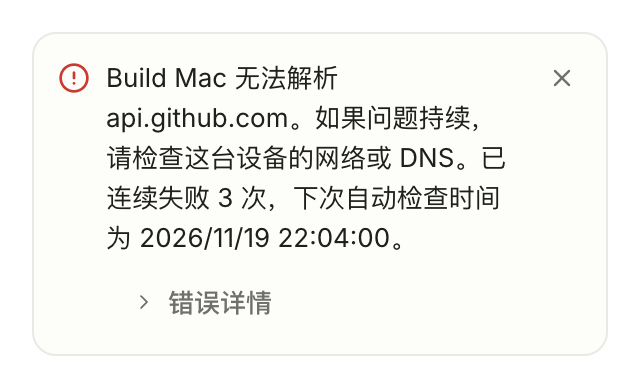 Build Mac 无法解析
api.github.com。如果问题持续，
请检查这台设备的网络或 DNS。已
连续失败 3 次，下次自动检查时间
为 2026/11/19 22:04:00。
错误详情